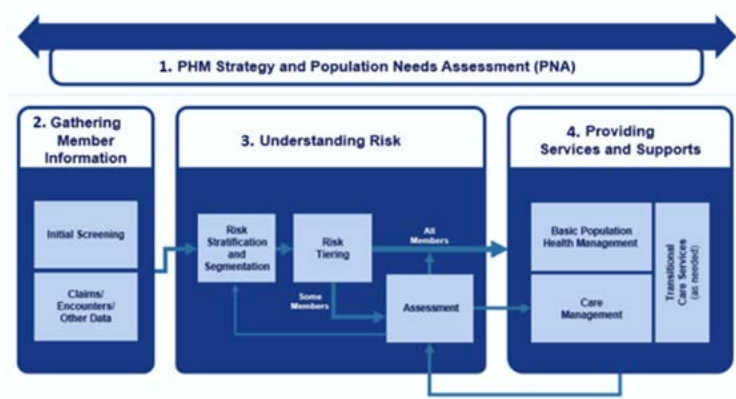 1. PHM Strategy and Population Needs Assessment (PNA)
2. Gathering
Member
Information
Initial Screening
Claims/
Encounters/
Other Data
3. Understanding Risk
Risk
Stratification
and
Segmentation
Risk
Tiering
All
Members
Some
Members
Assessment
4. Providing
Services and Supports
Basic Population
Health Management
Care
Management
Transitional
Care Services
(as needed)